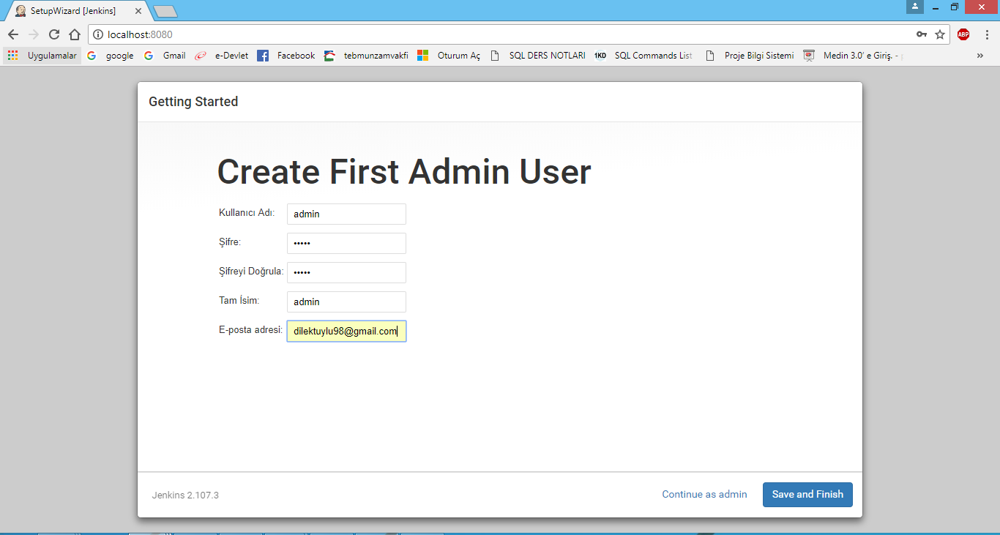 SetupWizard [Jenkins]
localhost:8080
ABP
Uygulamalar google Gmail e-Devlet Facebook tebmunzamvakfi Oturum Aç SQL DERS NOTLARI 1KD SQL Commands List Proje Bilgi Sistemi Medin 3.0' e Giriş. - »
Getting Started
Create First Admin User
Kullanıcı Adı: admin
Şifre: •••••
Şifreyi Doğrula: •••••
Tam İsim: admin
E-posta adresi: dilektuylu98@gmail.com
Jenkins 2.107.3 Continue as admin Save and Finish